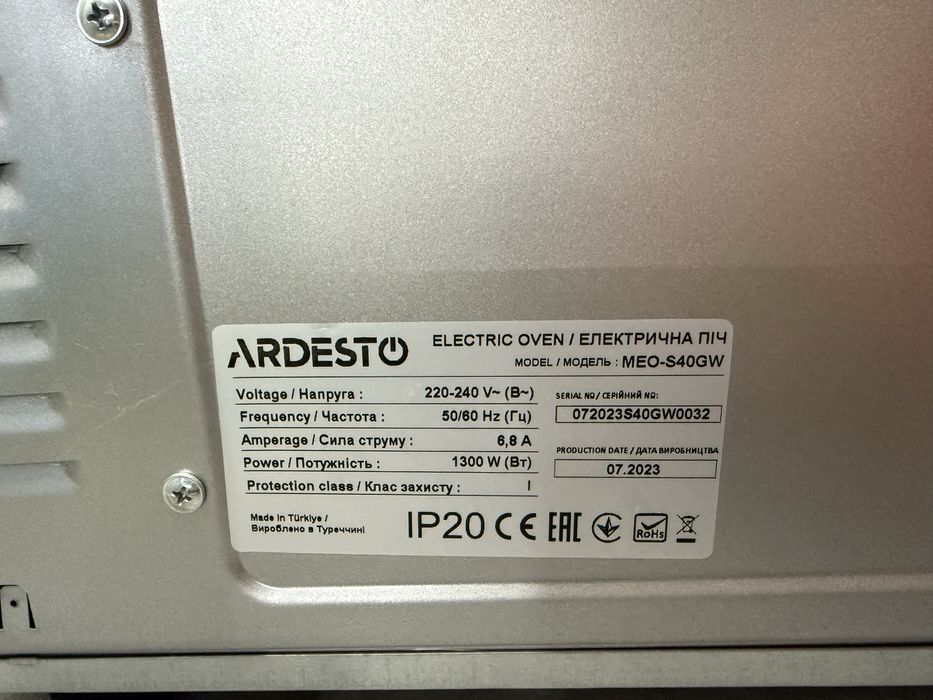 ARDESTO
ELECTRIC OVEN / ЕЛЕКТРИЧНА ПІЧ
MODEL / МОДЕЛЬ : MEO-S40GW
Voltage / Напруга : 220-240 V~ (В~)
Frequency / Частота : 50/60 Hz (Гц)
Amperage / Сила струму : 6,8 A
Power / Потужність : 1300 W (Вт)
Protection class / Клас захисту : I
SERIAL NO/ СЕРІЙНИЙ NO:
072023S40GW0032
PRODUCTION DATE / ДАТА ВИРОБНИЦТВА
07.2023
Made in Türkiye /
Вироблено в Туреччині
IP20 CE EAC RoHS